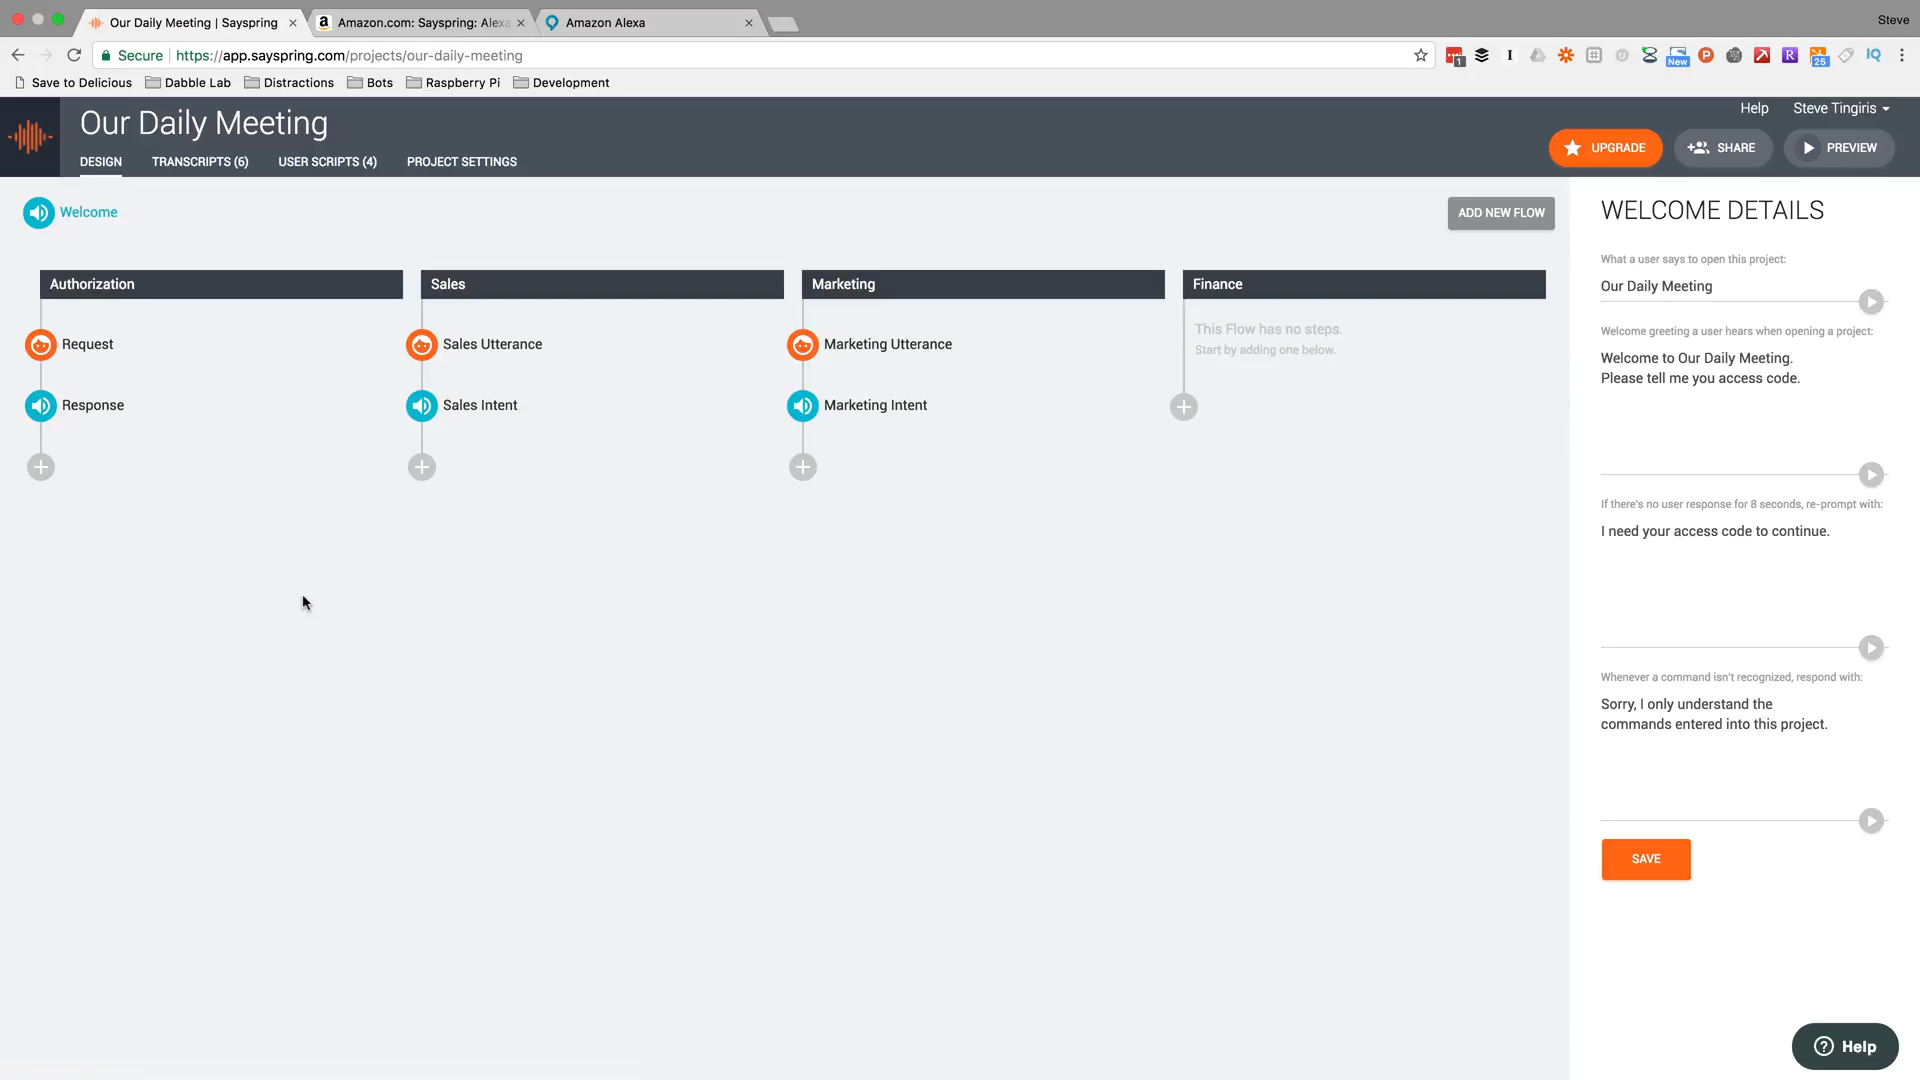 Our Daily Meeting | Sayspring
Amazon.com: Sayspring: Alexa
Amazon Alexa
Steve
Secure
https://app.sayspring.com/projects/our-daily-meeting
1
New
25
Save to Delicious
Dabble Lab
Distractions
Bots
Raspberry Pi
Development
Our Daily Meeting
Help
Steve Tingiris
UPGRADE
SHARE
PREVIEW
DESIGN
TRANSCRIPTS (6)
USER SCRIPTS (4)
PROJECT SETTINGS
Welcome
ADD NEW FLOW
Authorization
Request
Response
Sales
Sales Utterance
Sales Intent
Marketing
Marketing Utterance
Marketing Intent
Finance
This Flow has no steps.
Start by adding one below.
WELCOME DETAILS
What a user says to open this project:
Our Daily Meeting
Welcome greeting a user hears when opening a project:
Welcome to Our Daily Meeting.
Please tell me you access code.
If there's no user response for 8 seconds, re-prompt with:
I need your access code to continue.
Whenever a command isn't recognized, respond with:
Sorry, I only understand the
commands entered into this project.
SAVE
Help